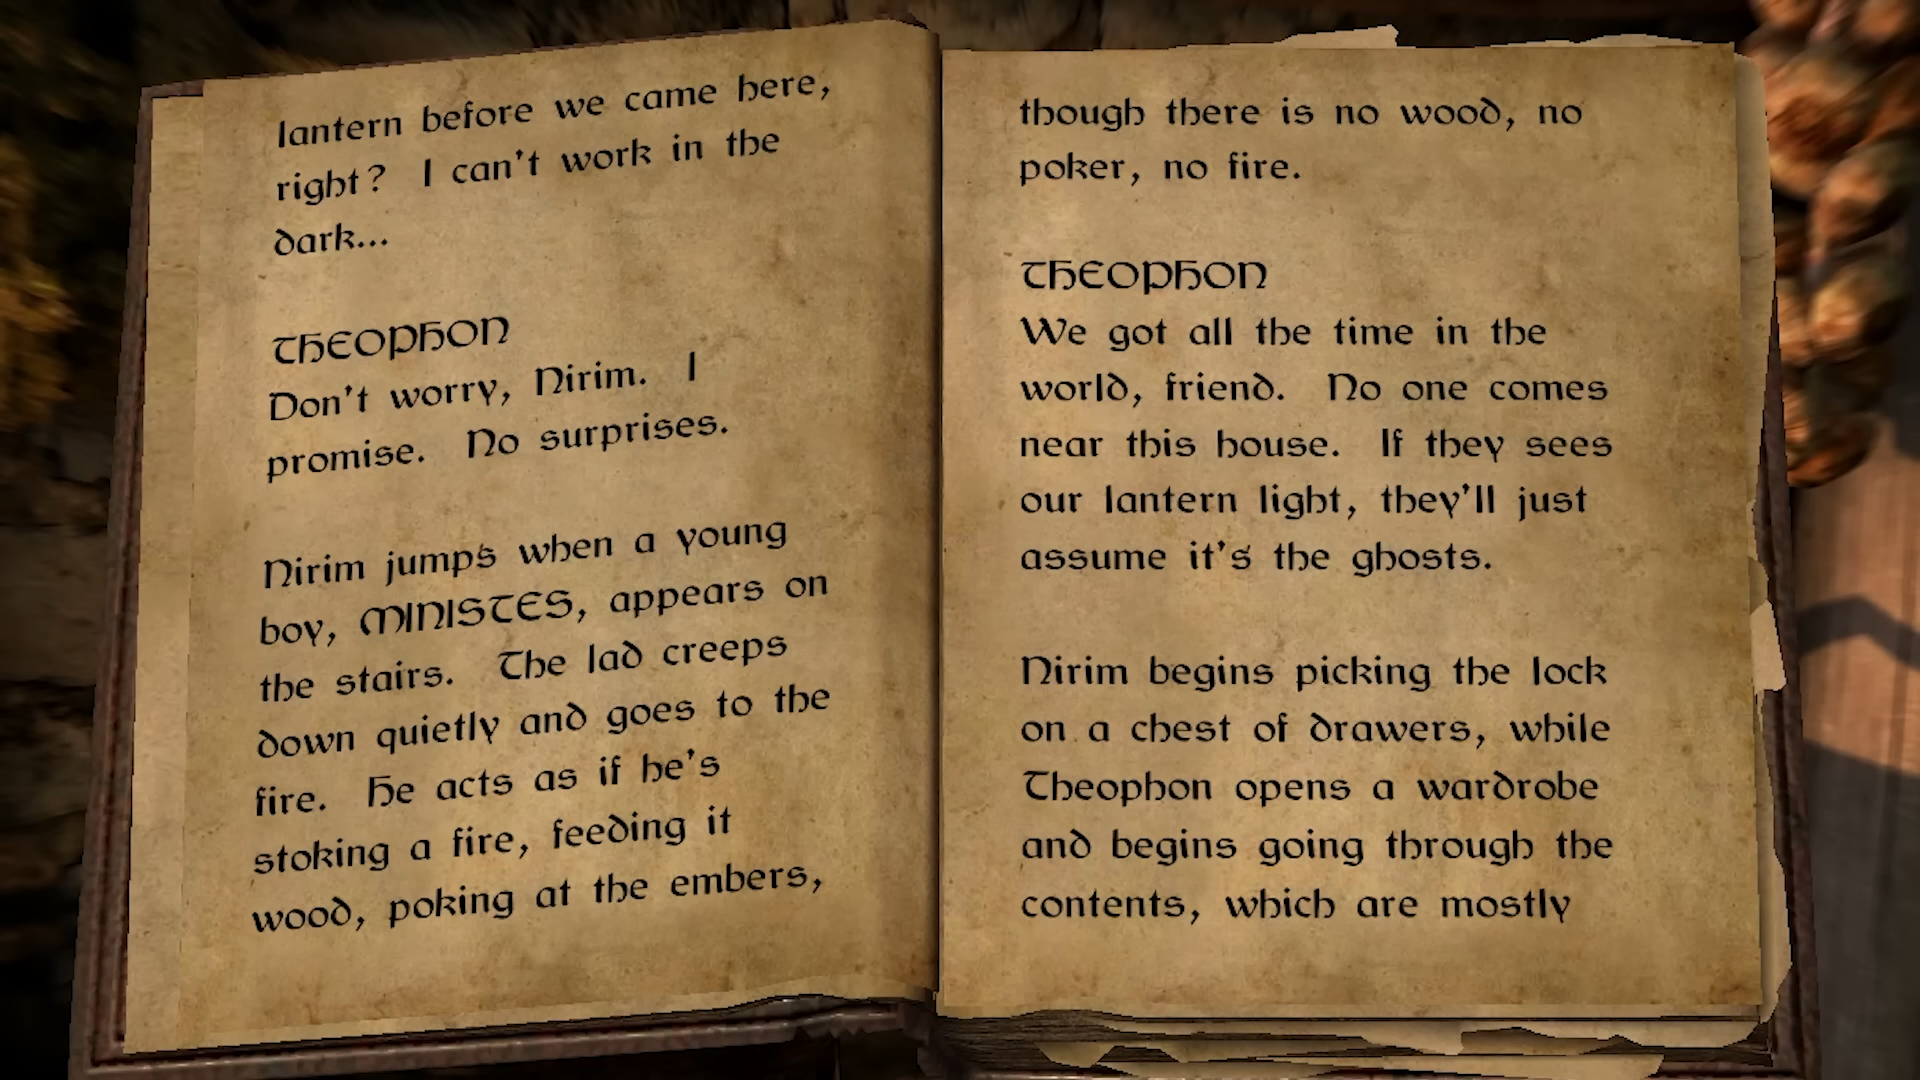 lantern before we came here,
right?  I can't work in the
dark...
THEOPHON
Don't worry, Nirim.  I
promise.  No surprises.
Nirim jumps when a young
boy, MINISTES, appears on
the stairs.  The lad creeps
down quietly and goes to the
fire.  He acts as if he's
stoking a fire, feeding it
wood, poking at the embers,
though there is no wood, no
poker, no fire.
THEOPHON
We got all the time in the
world, friend.  No one comes
near this house.  If they sees
our lantern light, they'll just
assume it's the ghosts.
Nirim begins picking the lock
on a chest of drawers, while
Theophon opens a wardrobe
and begins going through the
contents, which are mostly